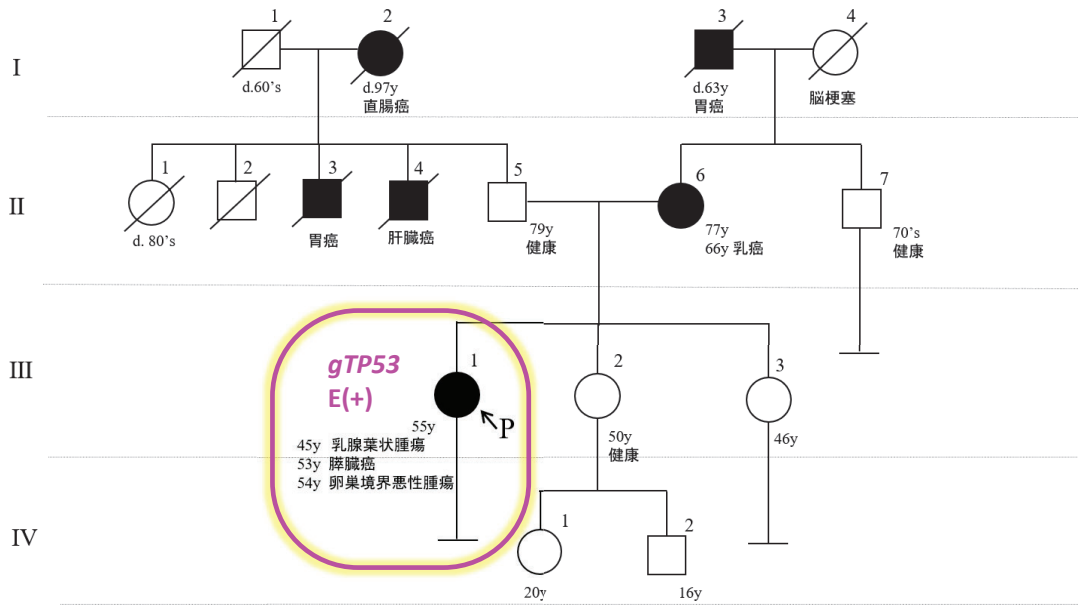 1
2
3
4
I
d.60's
d.97y
直腸癌
d.63y
胃癌
脳梗塞
1
2
3
4
5
6
7
II
d. 80's
胃癌
肝臓癌
79y
健康
77y
66y 乳癌
70's
健康
gTP53
E(+)
1
2
3
III
P
55y
45y 乳腺葉状腫瘍
53y 膵臓癌
54y 卵巣境界悪性腫瘍
50y
健康
46y
IV
1
2
20y
16y